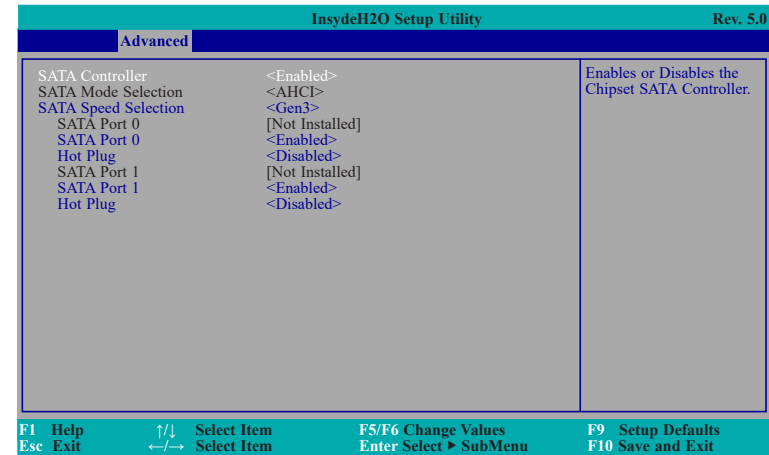 InsydeH2O Setup Utility Rev. 5.0
Advanced
SATA Controller <Enabled>
SATA Mode Selection <AHCI>
SATA Speed Selection <Gen3>
SATA Port 0 [Not Installed]
SATA Port 0 <Enabled>
Hot Plug <Disabled>
SATA Port 1 [Not Installed]
SATA Port 1 <Enabled>
Hot Plug <Disabled>
Enables or Disables the
Chipset SATA Controller.
F1 Help ↑/↓ Select Item F5/F6 Change Values F9 Setup Defaults
Esc Exit ←/→ Select Item Enter Select ▶ SubMenu F10 Save and Exit